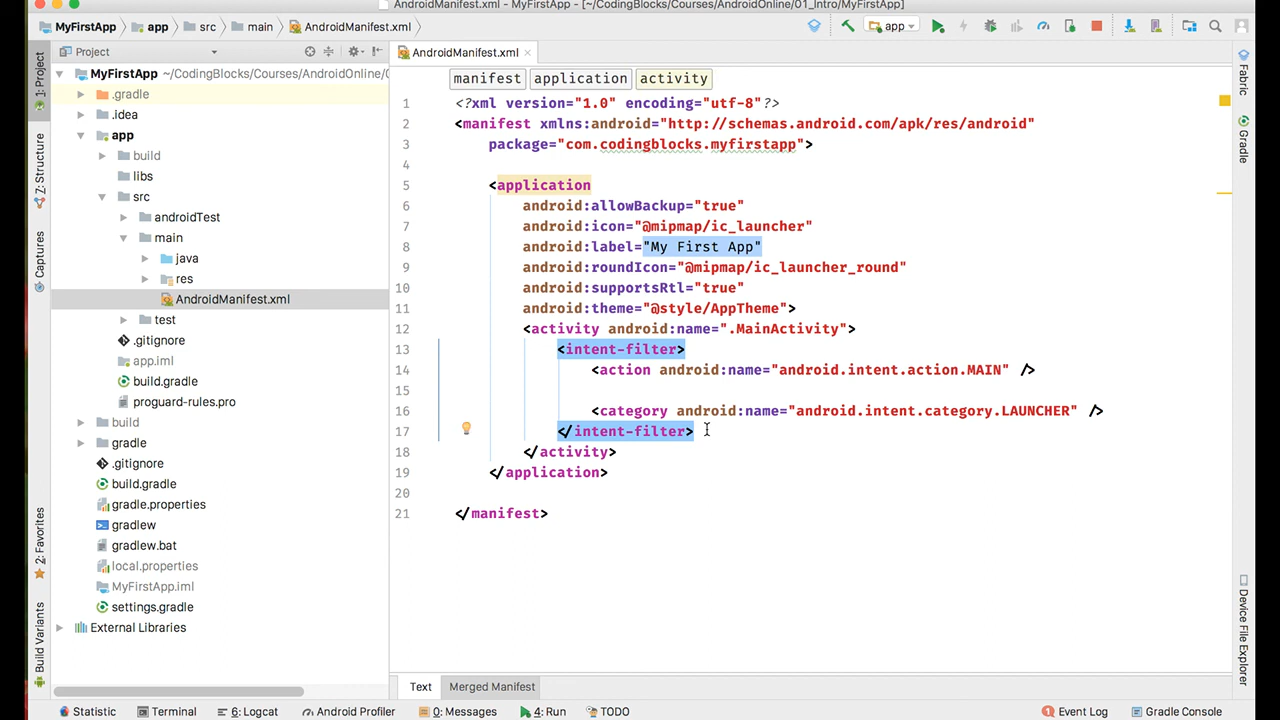 AndroidManifest.xml - MyFirstApp - [~/CodingBlocks/Courses/AndroidOnline/01_Intro/MyFirstApp]
MyFirstApp app src main AndroidManifest.xml
app
Project
AndroidManifest.xml
1: Project
Z: Structure
Captures
2: Favorites
Build Variants
MyFirstApp ~/CodingBlocks/Courses/AndroidOnline/0
.gradle
.idea
app
build
libs
src
androidTest
main
java
res
AndroidManifest.xml
test
.gitignore
app.iml
build.gradle
proguard-rules.pro
build
gradle
.gitignore
build.gradle
gradle.properties
gradlew
gradlew.bat
local.properties
MyFirstApp.iml
settings.gradle
External Libraries
manifest application activity
1 <?xml version="1.0" encoding="utf-8"?>
2 <manifest xmlns:android="http://schemas.android.com/apk/res/android"
3 package="com.codingblocks.myfirstapp">
4
5 <application
6 android:allowBackup="true"
7 android:icon="@mipmap/ic_launcher"
8 android:label="My First App"
9 android:roundIcon="@mipmap/ic_launcher_round"
10 android:supportsRtl="true"
11 android:theme="@style/AppTheme">
12 <activity android:name=".MainActivity">
13 <intent-filter>
14 <action android:name="android.intent.action.MAIN" />
15
16 <category android:name="android.intent.category.LAUNCHER" />
17 </intent-filter>
18 </activity>
19 </application>
20
21 </manifest>
Fabric
Gradle
Device File Explorer
Text Merged Manifest
Statistic Terminal 6: Logcat Android Profiler 0: Messages 4: Run TODO Event Log Gradle Console